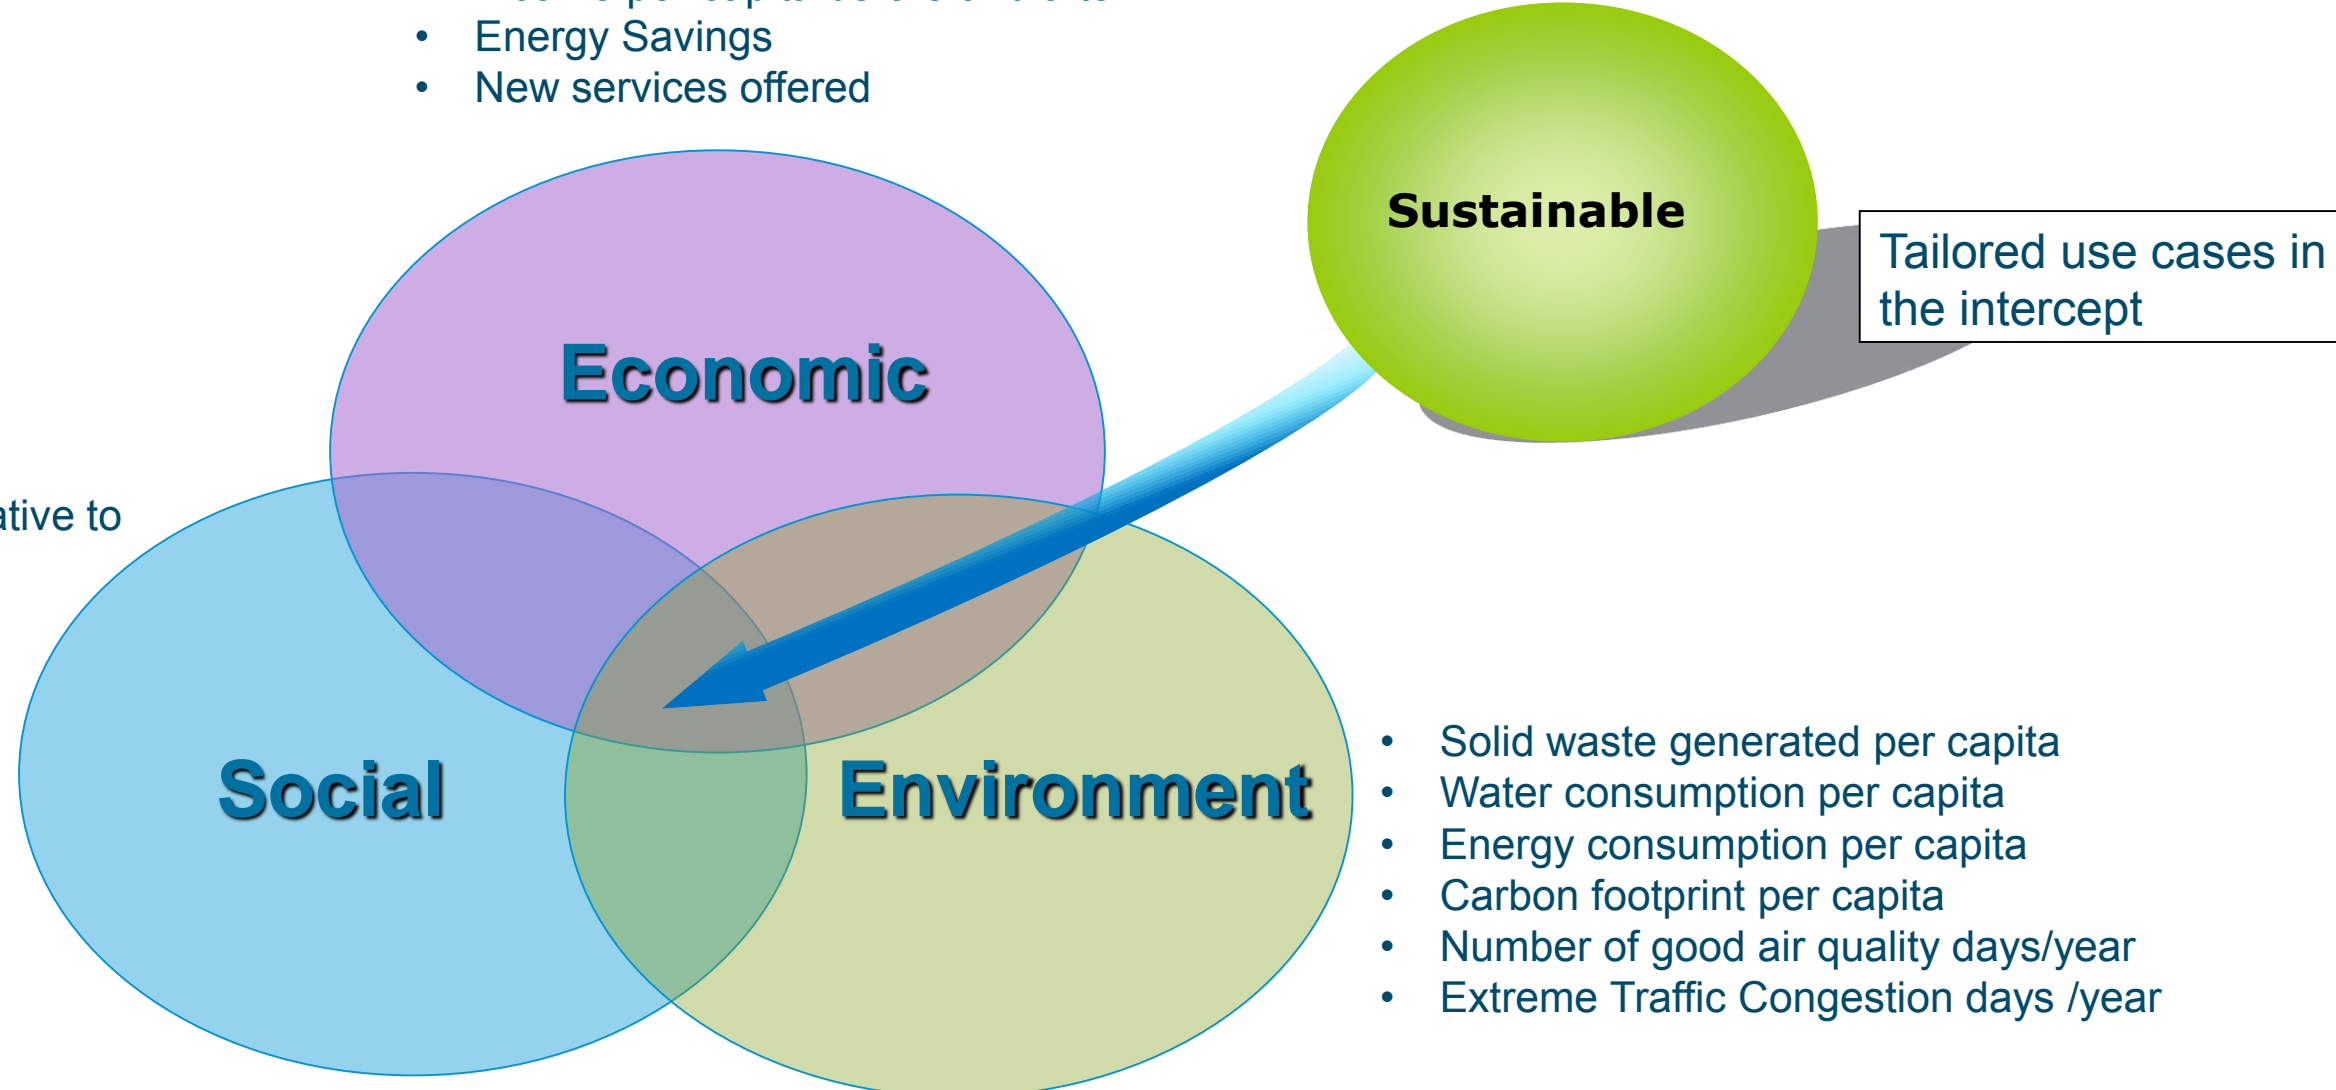 • Energy Savings
• New services offered
Sustainable
Tailored use cases in
the intercept
Economic
ative to
Social
Environment
• Solid waste generated per capita
• Water consumption per capita
• Energy consumption per capita
• Carbon footprint per capita
• Number of good air quality days/year
• Extreme Traffic Congestion days /year